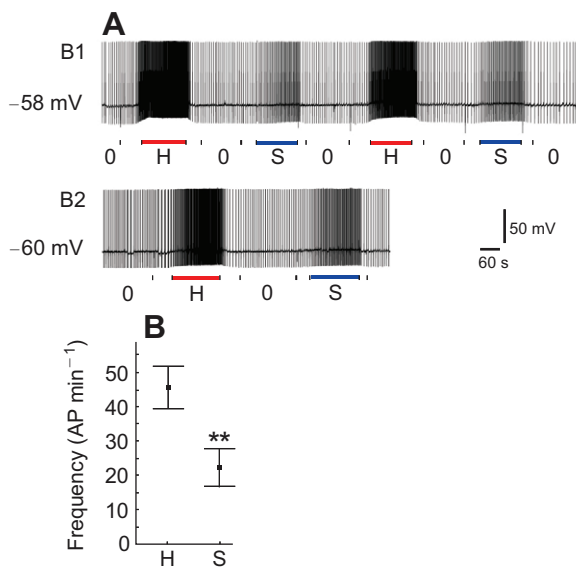 A
B1
–58 mV
0 H 0 S 0 H 0 S 0
B2
–60 mV
50 mV
60 s
0 H 0 S
B
Frequency (AP min–1)
50
40
30
20
10
0
**
H S